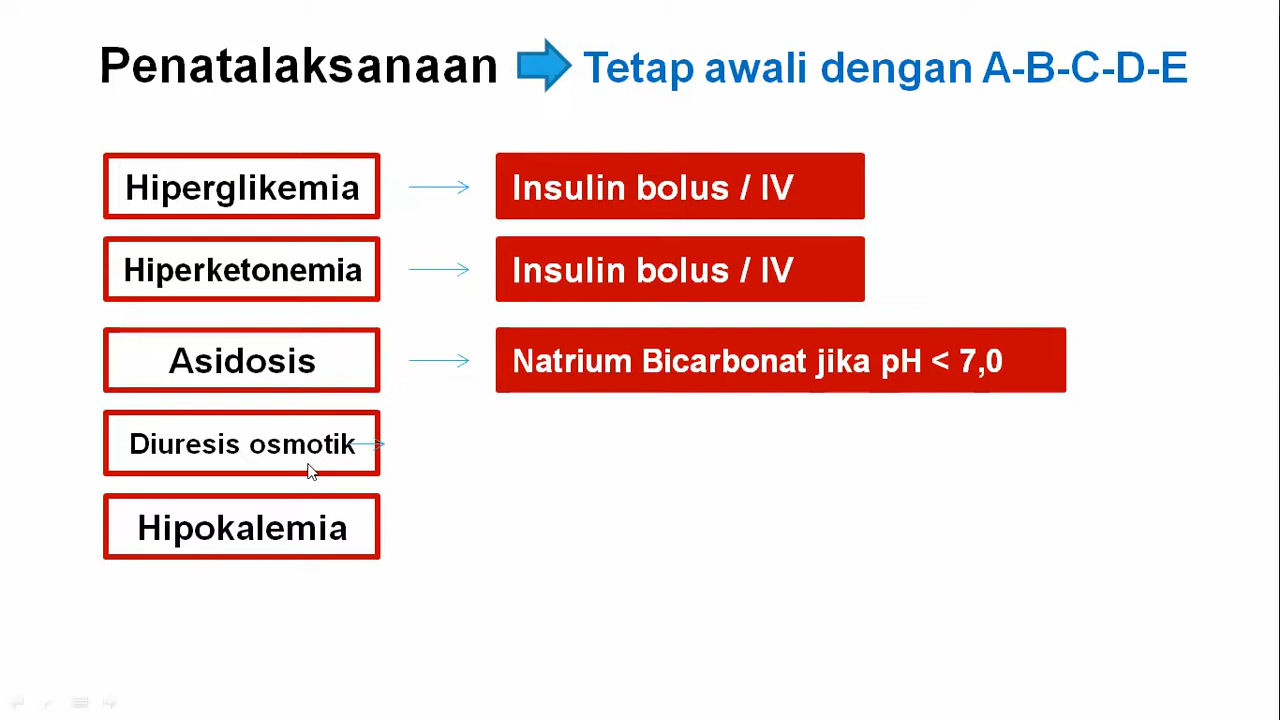 Penatalaksanaan Tetap awali dengan A-B-C-D-E
Hiperglikemia Insulin bolus / IV
Hiperketonemia Insulin bolus / IV
Asidosis Natrium Bicarbonat jika pH < 7,0
Diuresis osmotik
Hipokalemia